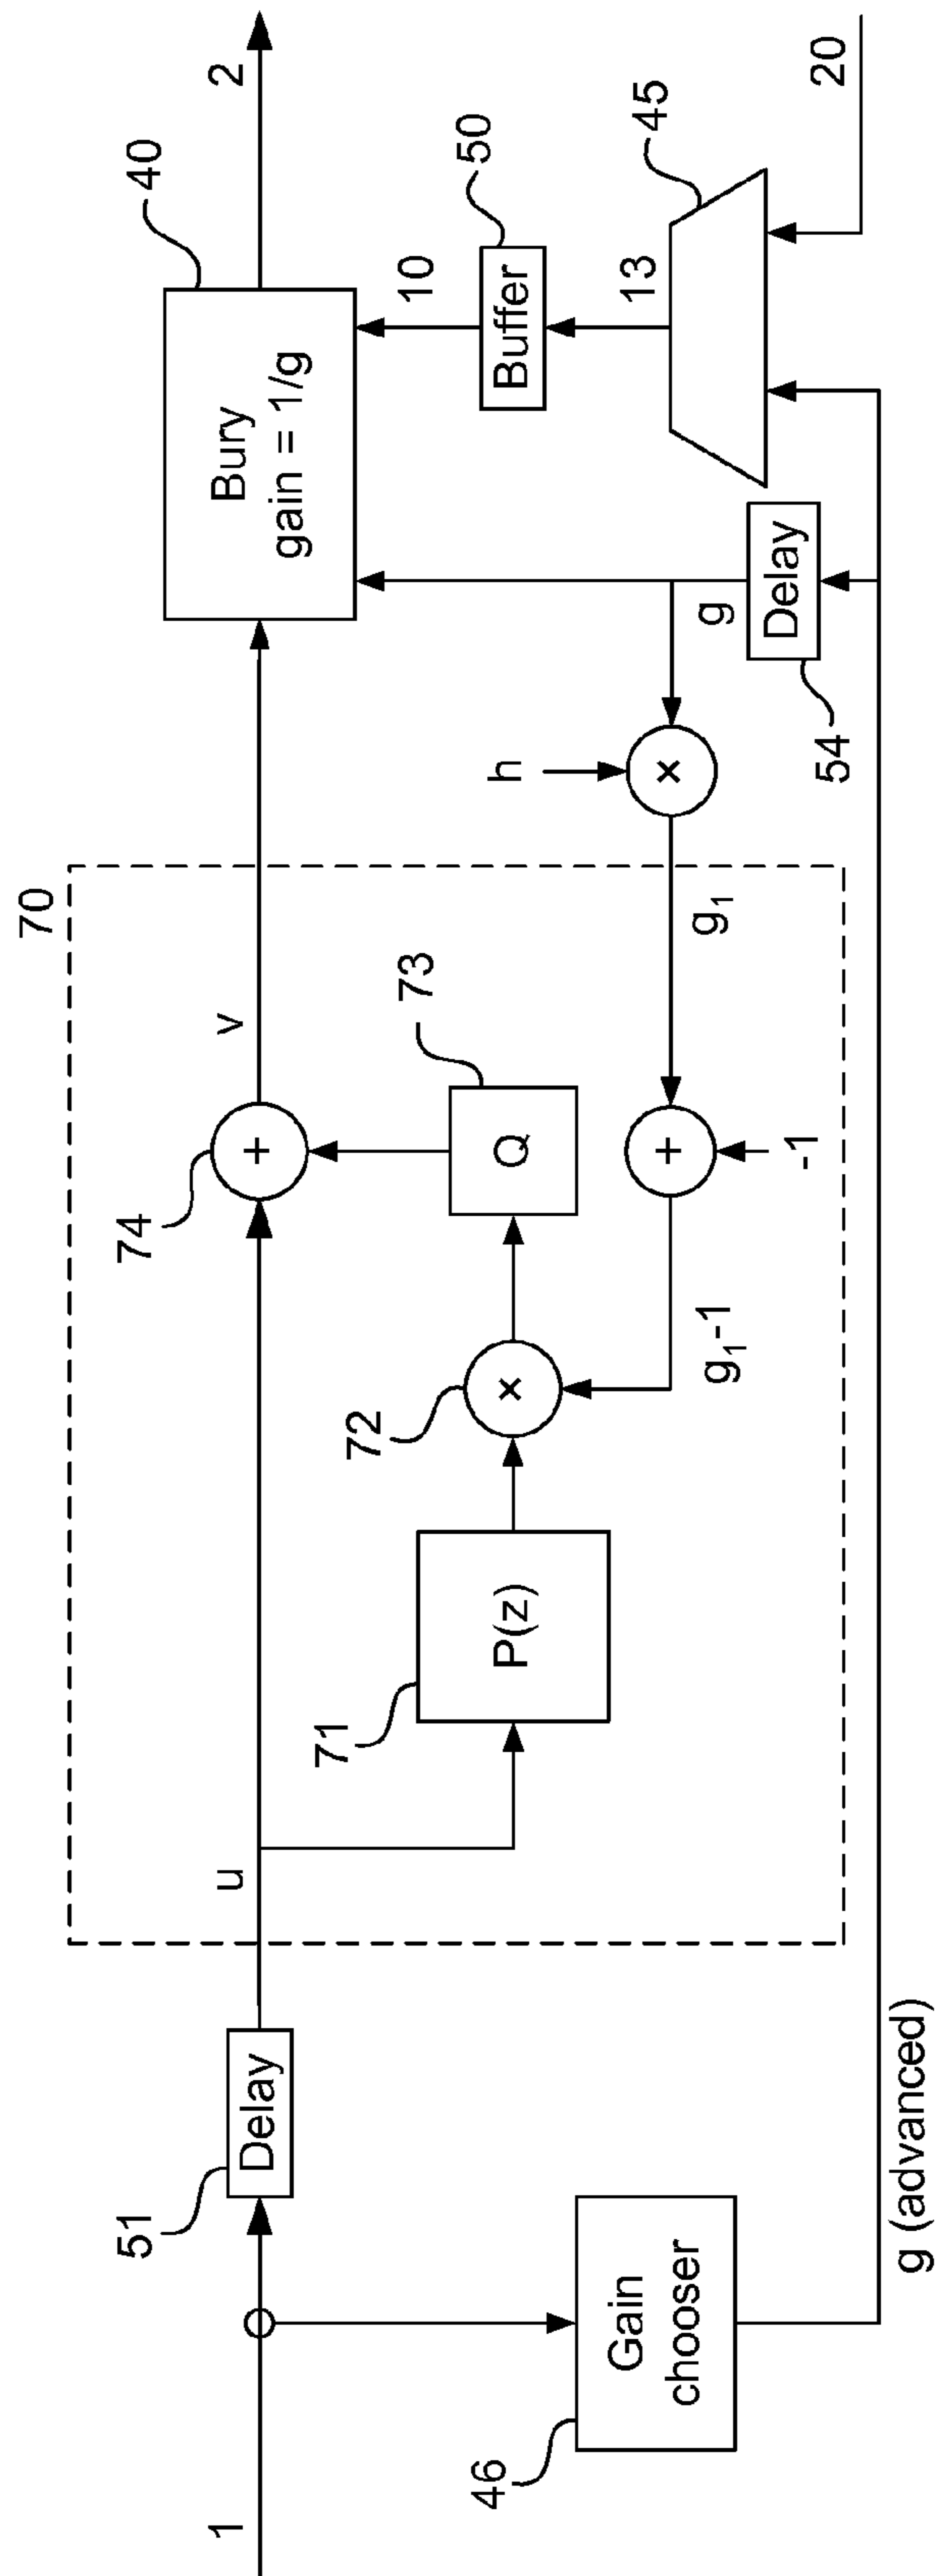 1
46
Gain
chooser
g (advanced)
51
Delay
70
u
71
P(z)
72
×
g₁-1
74
+
73
Q
+
-1
v
g₁
h
×
54
Delay
g
40
Bury
gain = 1/g
10
50
Buffer
13
45
2
20